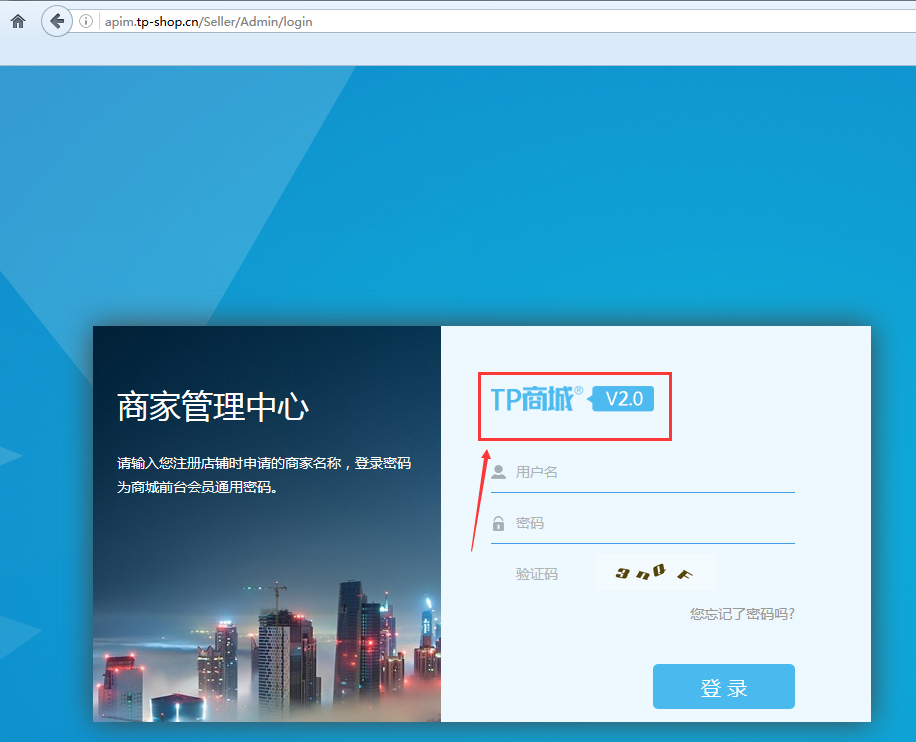 apim.tp-shop.cn/Seller/Admin/login
商家管理中心
请输入您注册店铺时申请的商家名称，登录密码
为商城前台会员通用密码。
TP商城® V2.0
用户名
密码
验证码 3n0F
您忘记了密码吗?
登 录